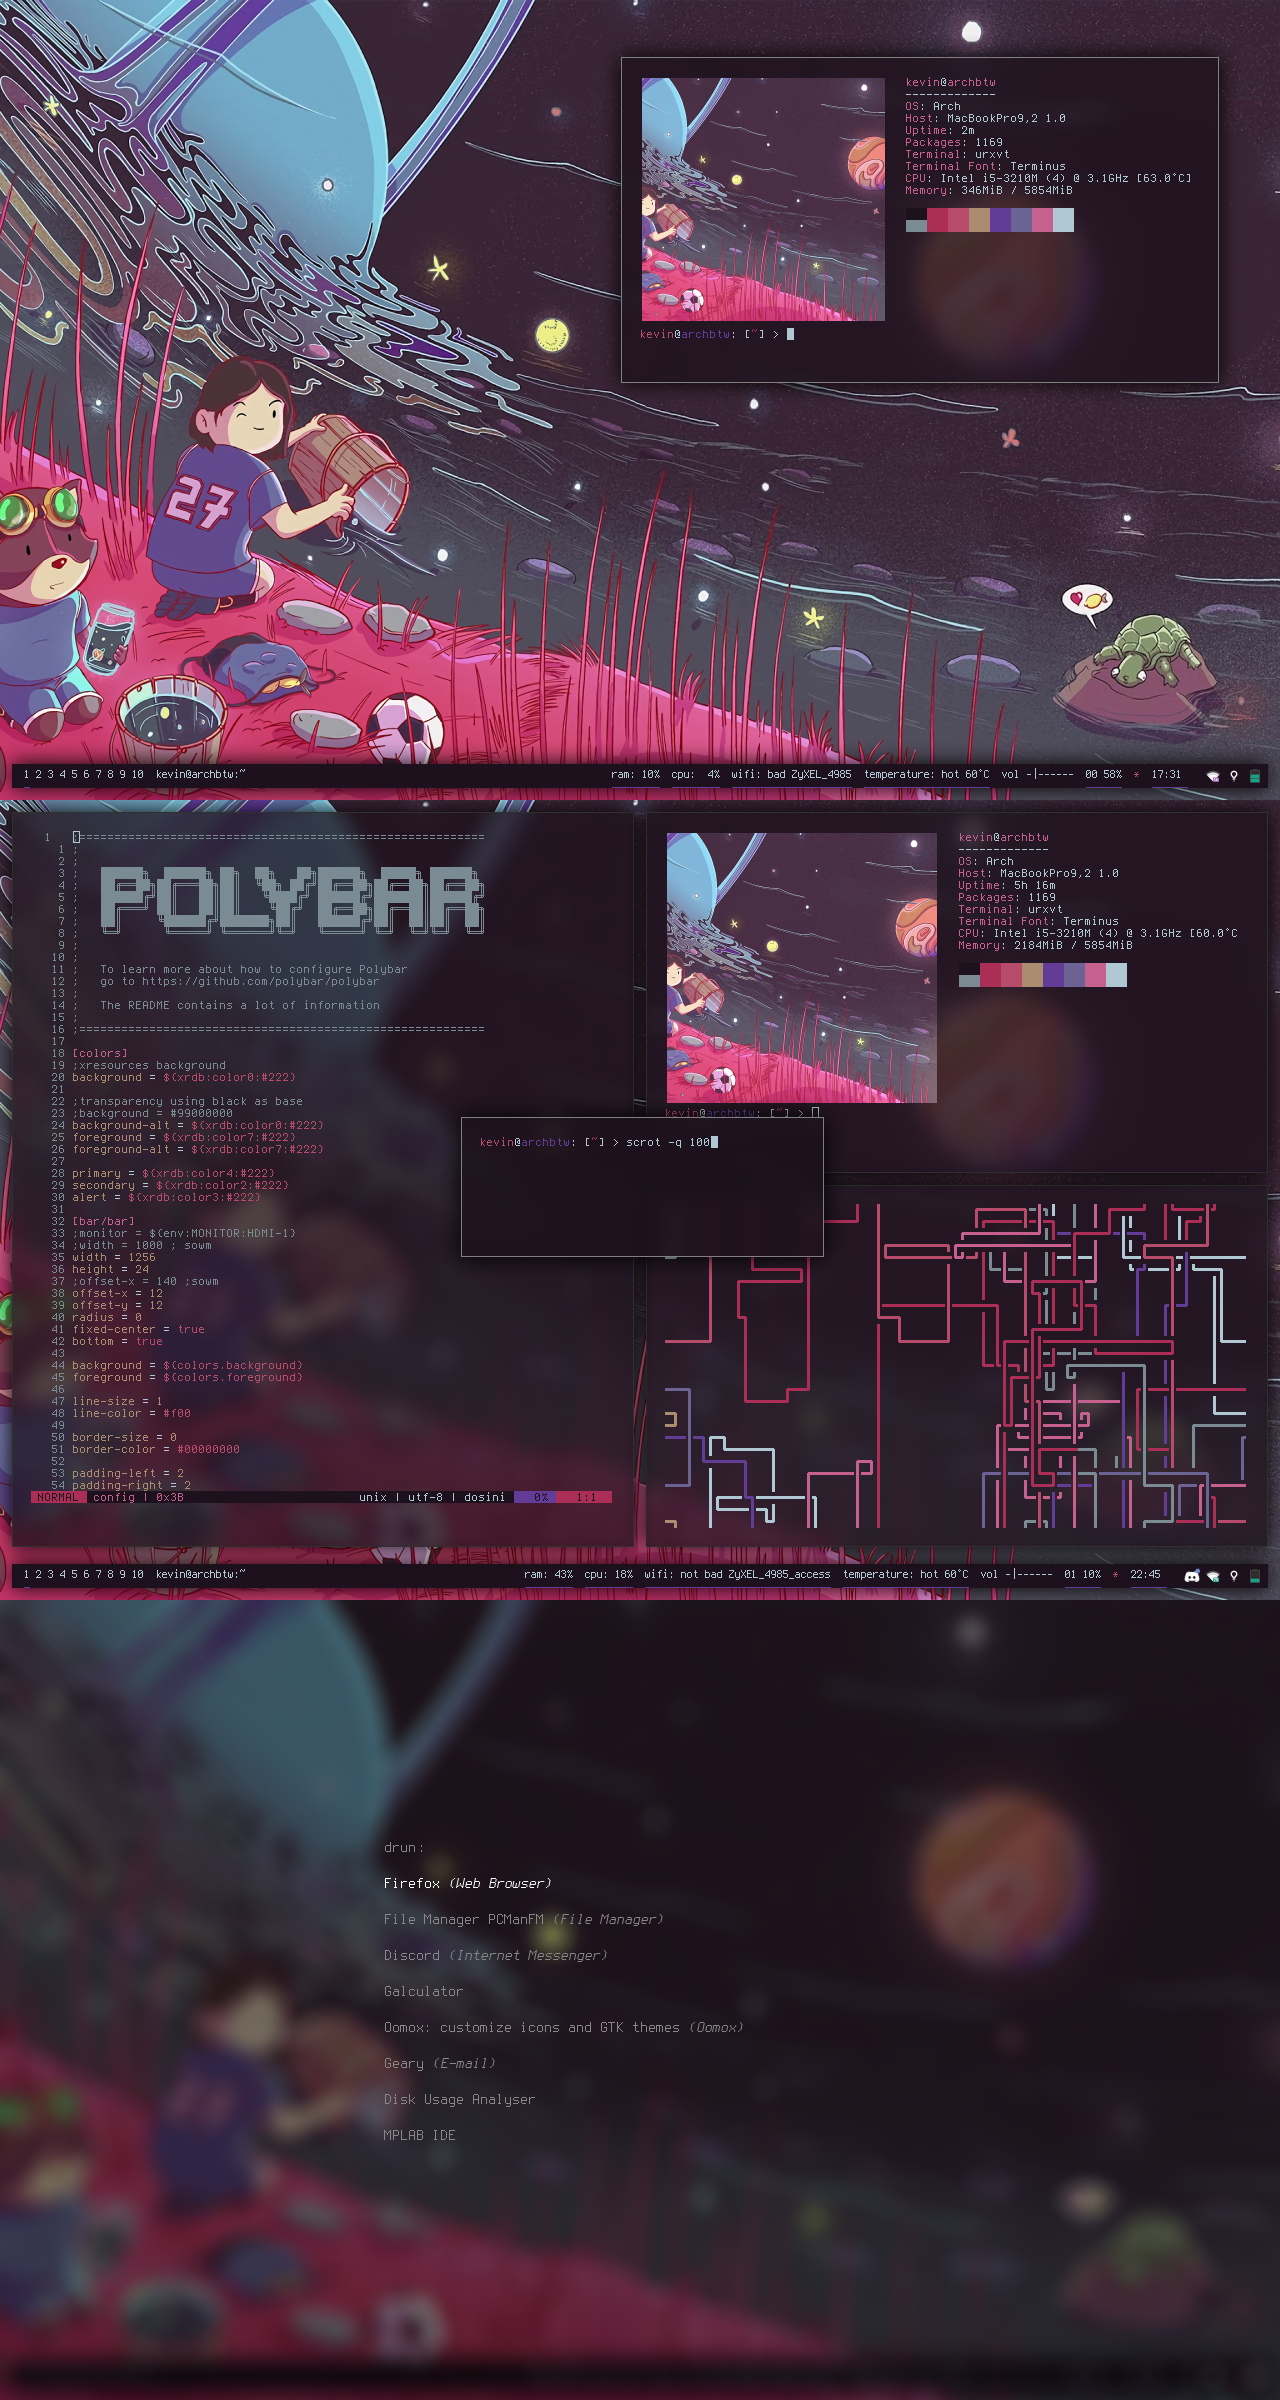 kevin@archbtw
-------------
OS: Arch
Host: MacBookPro9,2 1.0
Uptime: 2m
Packages: 1169
Terminal: urxvt
Terminal Font: Terminus
CPU: Intel i5-3210M (4) @ 3.1GHz [63.0°C]
Memory: 346MiB / 5854MiB
kevin@archbtw: [~] >
27
1 2 3 4 5 6 7 8 9 10 kevin@archbtw:~ ram: 10% cpu: 4% wifi: bad ZyXEL_4985 temperature: hot 60°C vol -|------ 00 58% * 17:31
1 ;==========================================================
1 ;
2 ;
3 ;
4 ;
5 ;
6 ;
7 ;
8 ;
POLYBAR
9 ;
10 ;
11 ; To learn more about how to configure Polybar
12 ; go to https://github.com/polybar/polybar
13 ;
14 ; The README contains a lot of information
15 ;
16 ;==========================================================
17
18 [colors]
19 ;xresources background
20 background = ${xrdb:color0:#222}
21
22 ;transparency using black as base
23 ;background = #99000000
24 background-alt = ${xrdb:color0:#222}
25 foreground = ${xrdb:color7:#222}
26 foreground-alt = ${xrdb:color7:#222}
27
28 primary = ${xrdb:color4:#222}
29 secondary = ${xrdb:color2:#222}
30 alert = ${xrdb:color3:#222}
31
32 [bar/bar]
33 ;monitor = ${env:MONITOR:HDMI-1}
34 ;width = 1000 ; sowm
35 width = 1256
36 height = 24
37 ;offset-x = 140 ;sowm
38 offset-x = 12
39 offset-y = 12
40 radius = 0
41 fixed-center = true
42 bottom = true
43
44 background = ${colors.background}
45 foreground = ${colors.foreground}
46
47 line-size = 1
48 line-color = #f00
49
50 border-size = 0
51 border-color = #00000000
52
53 padding-left = 2
54 padding-right = 2
NORMAL config | 0x3B unix | utf-8 | dosini 0% 1:1
kevin@archbtw
-------------
OS: Arch
Host: MacBookPro9,2 1.0
Uptime: 5h 16m
Packages: 1169
Terminal: urxvt
Terminal Font: Terminus
CPU: Intel i5-3210M (4) @ 3.1GHz [60.0°C
Memory: 2184MiB / 5854MiB
kevin@archbtw: [~] >
kevin@archbtw: [~] > scrot -q 100
1 2 3 4 5 6 7 8 9 10 kevin@archbtw:~ ram: 43% cpu: 18% wifi: not bad ZyXEL_4985_access temperature: hot 60°C vol -|------ 01 10% * 22:45
drun:
Firefox (Web Browser)
File Manager PCManFM (File Manager)
Discord (Internet Messenger)
Galculator
Oomox: customize icons and GTK themes (Oomox)
Geary (E-mail)
Disk Usage Analyser
MPLAB IDE